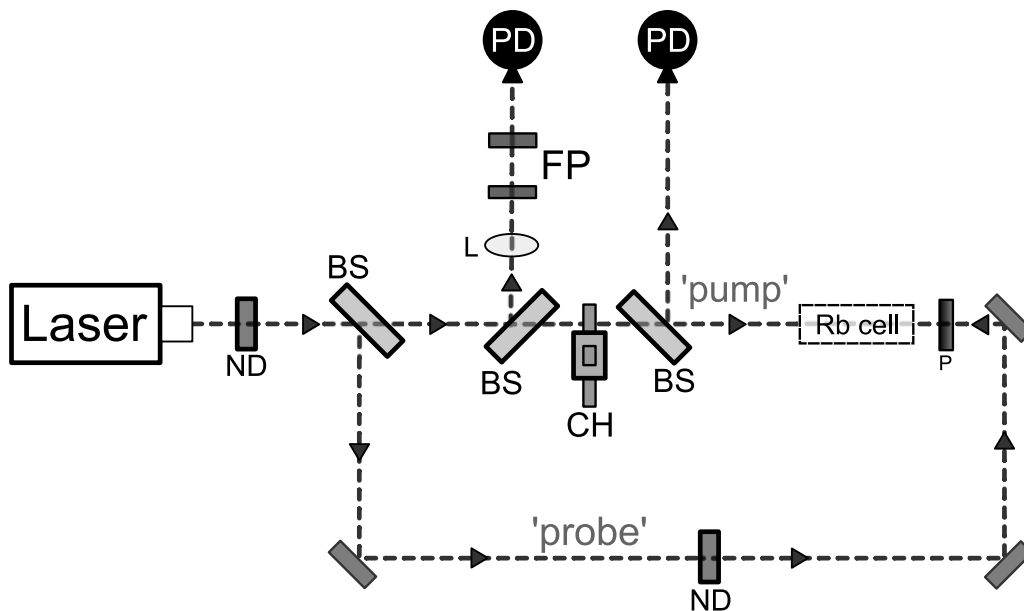 PD
PD
FP
L
BS
'pump'
Laser
Rb cell
ND
BS
BS
P
CH
'probe'
ND